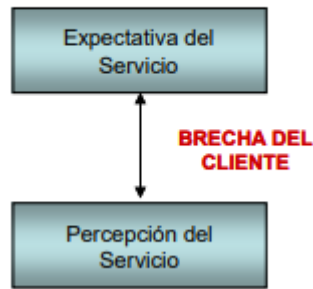 Expectativa del
Servicio
BRECHA DEL
CLIENTE
Percepción del
Servicio